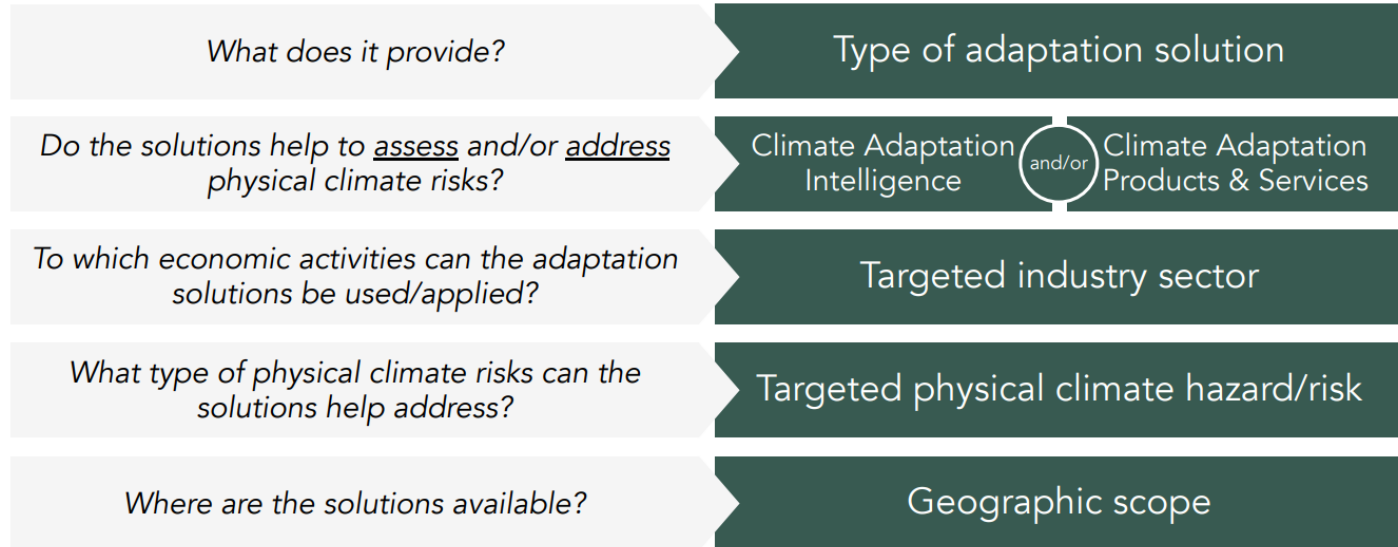 What does it provide?
Type of adaptation solution
Do the solutions help to assess and/or address
physical climate risks?
Climate Adaptation
Intelligence
and/or
Climate Adaptation
Products & Services
To which economic activities can the adaptation
solutions be used/applied?
Targeted industry sector
What type of physical climate risks can the
solutions help address?
Targeted physical climate hazard/risk
Where are the solutions available?
Geographic scope